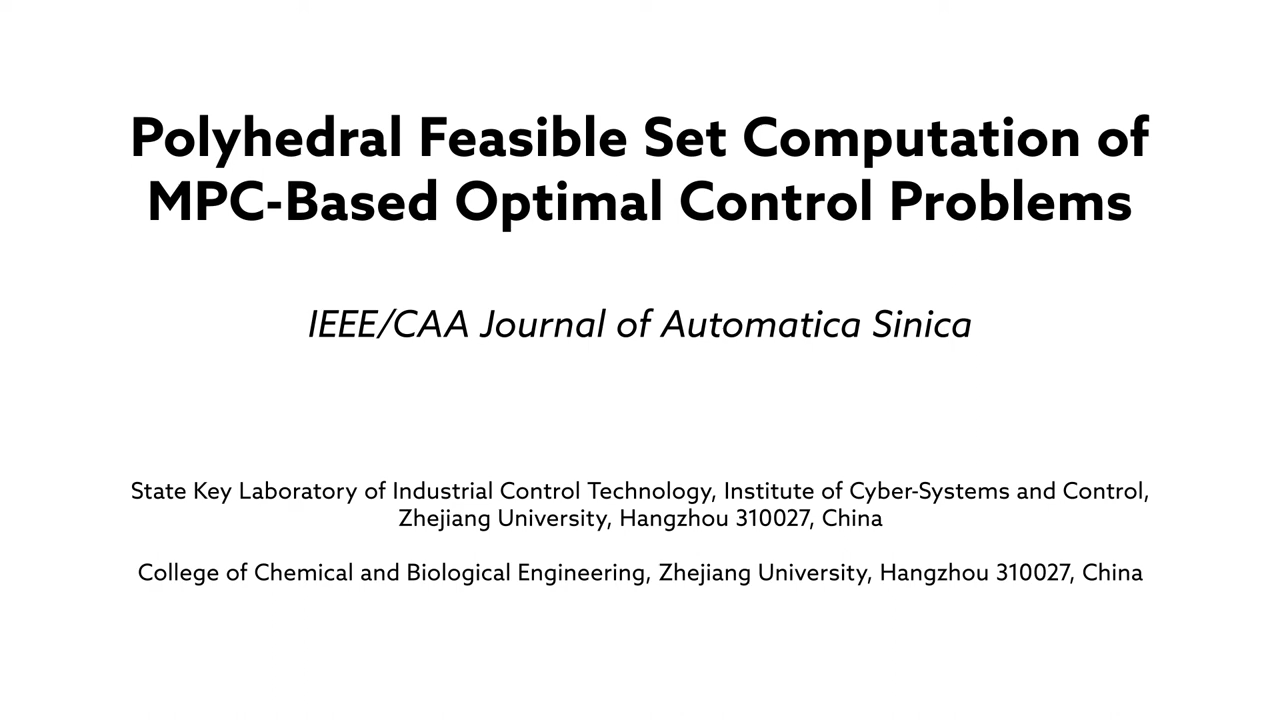 Polyhedral Feasible Set Computation of
MPC-Based Optimal Control Problems
IEEE/CAA Journal of Automatica Sinica
State Key Laboratory of Industrial Control Technology, Institute of Cyber-Systems and Control,
Zhejiang University, Hangzhou 310027, China
College of Chemical and Biological Engineering, Zhejiang University, Hangzhou 310027, China